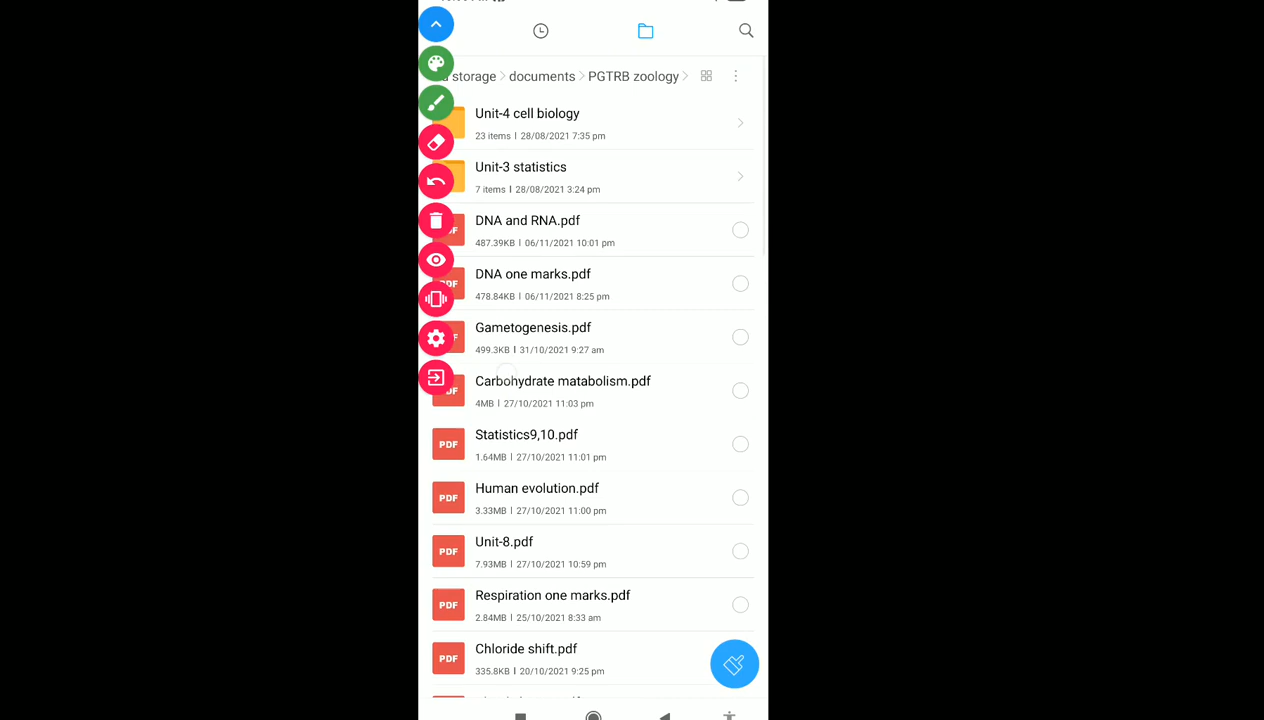 storage > documents > PGTRB zoology >
Unit-4 cell biology
23 items | 28/08/2021 7:35 pm
Unit-3 statistics
7 items | 28/08/2021 3:24 pm
DNA and RNA.pdf
487.39KB | 06/11/2021 10:01 pm
DNA one marks.pdf
478.84KB | 06/11/2021 8:25 pm
Gametogenesis.pdf
499.3KB | 31/10/2021 9:27 am
Carbohydrate matabolism.pdf
4MB | 27/10/2021 11:03 pm
PDF Statistics9,10.pdf
1.64MB | 27/10/2021 11:01 pm
PDF Human evolution.pdf
3.33MB | 27/10/2021 11:00 pm
PDF Unit-8.pdf
7.93MB | 27/10/2021 10:59 pm
PDF Respiration one marks.pdf
2.84MB | 25/10/2021 8:33 am
PDF Chloride shift.pdf
335.8KB | 20/10/2021 9:25 pm